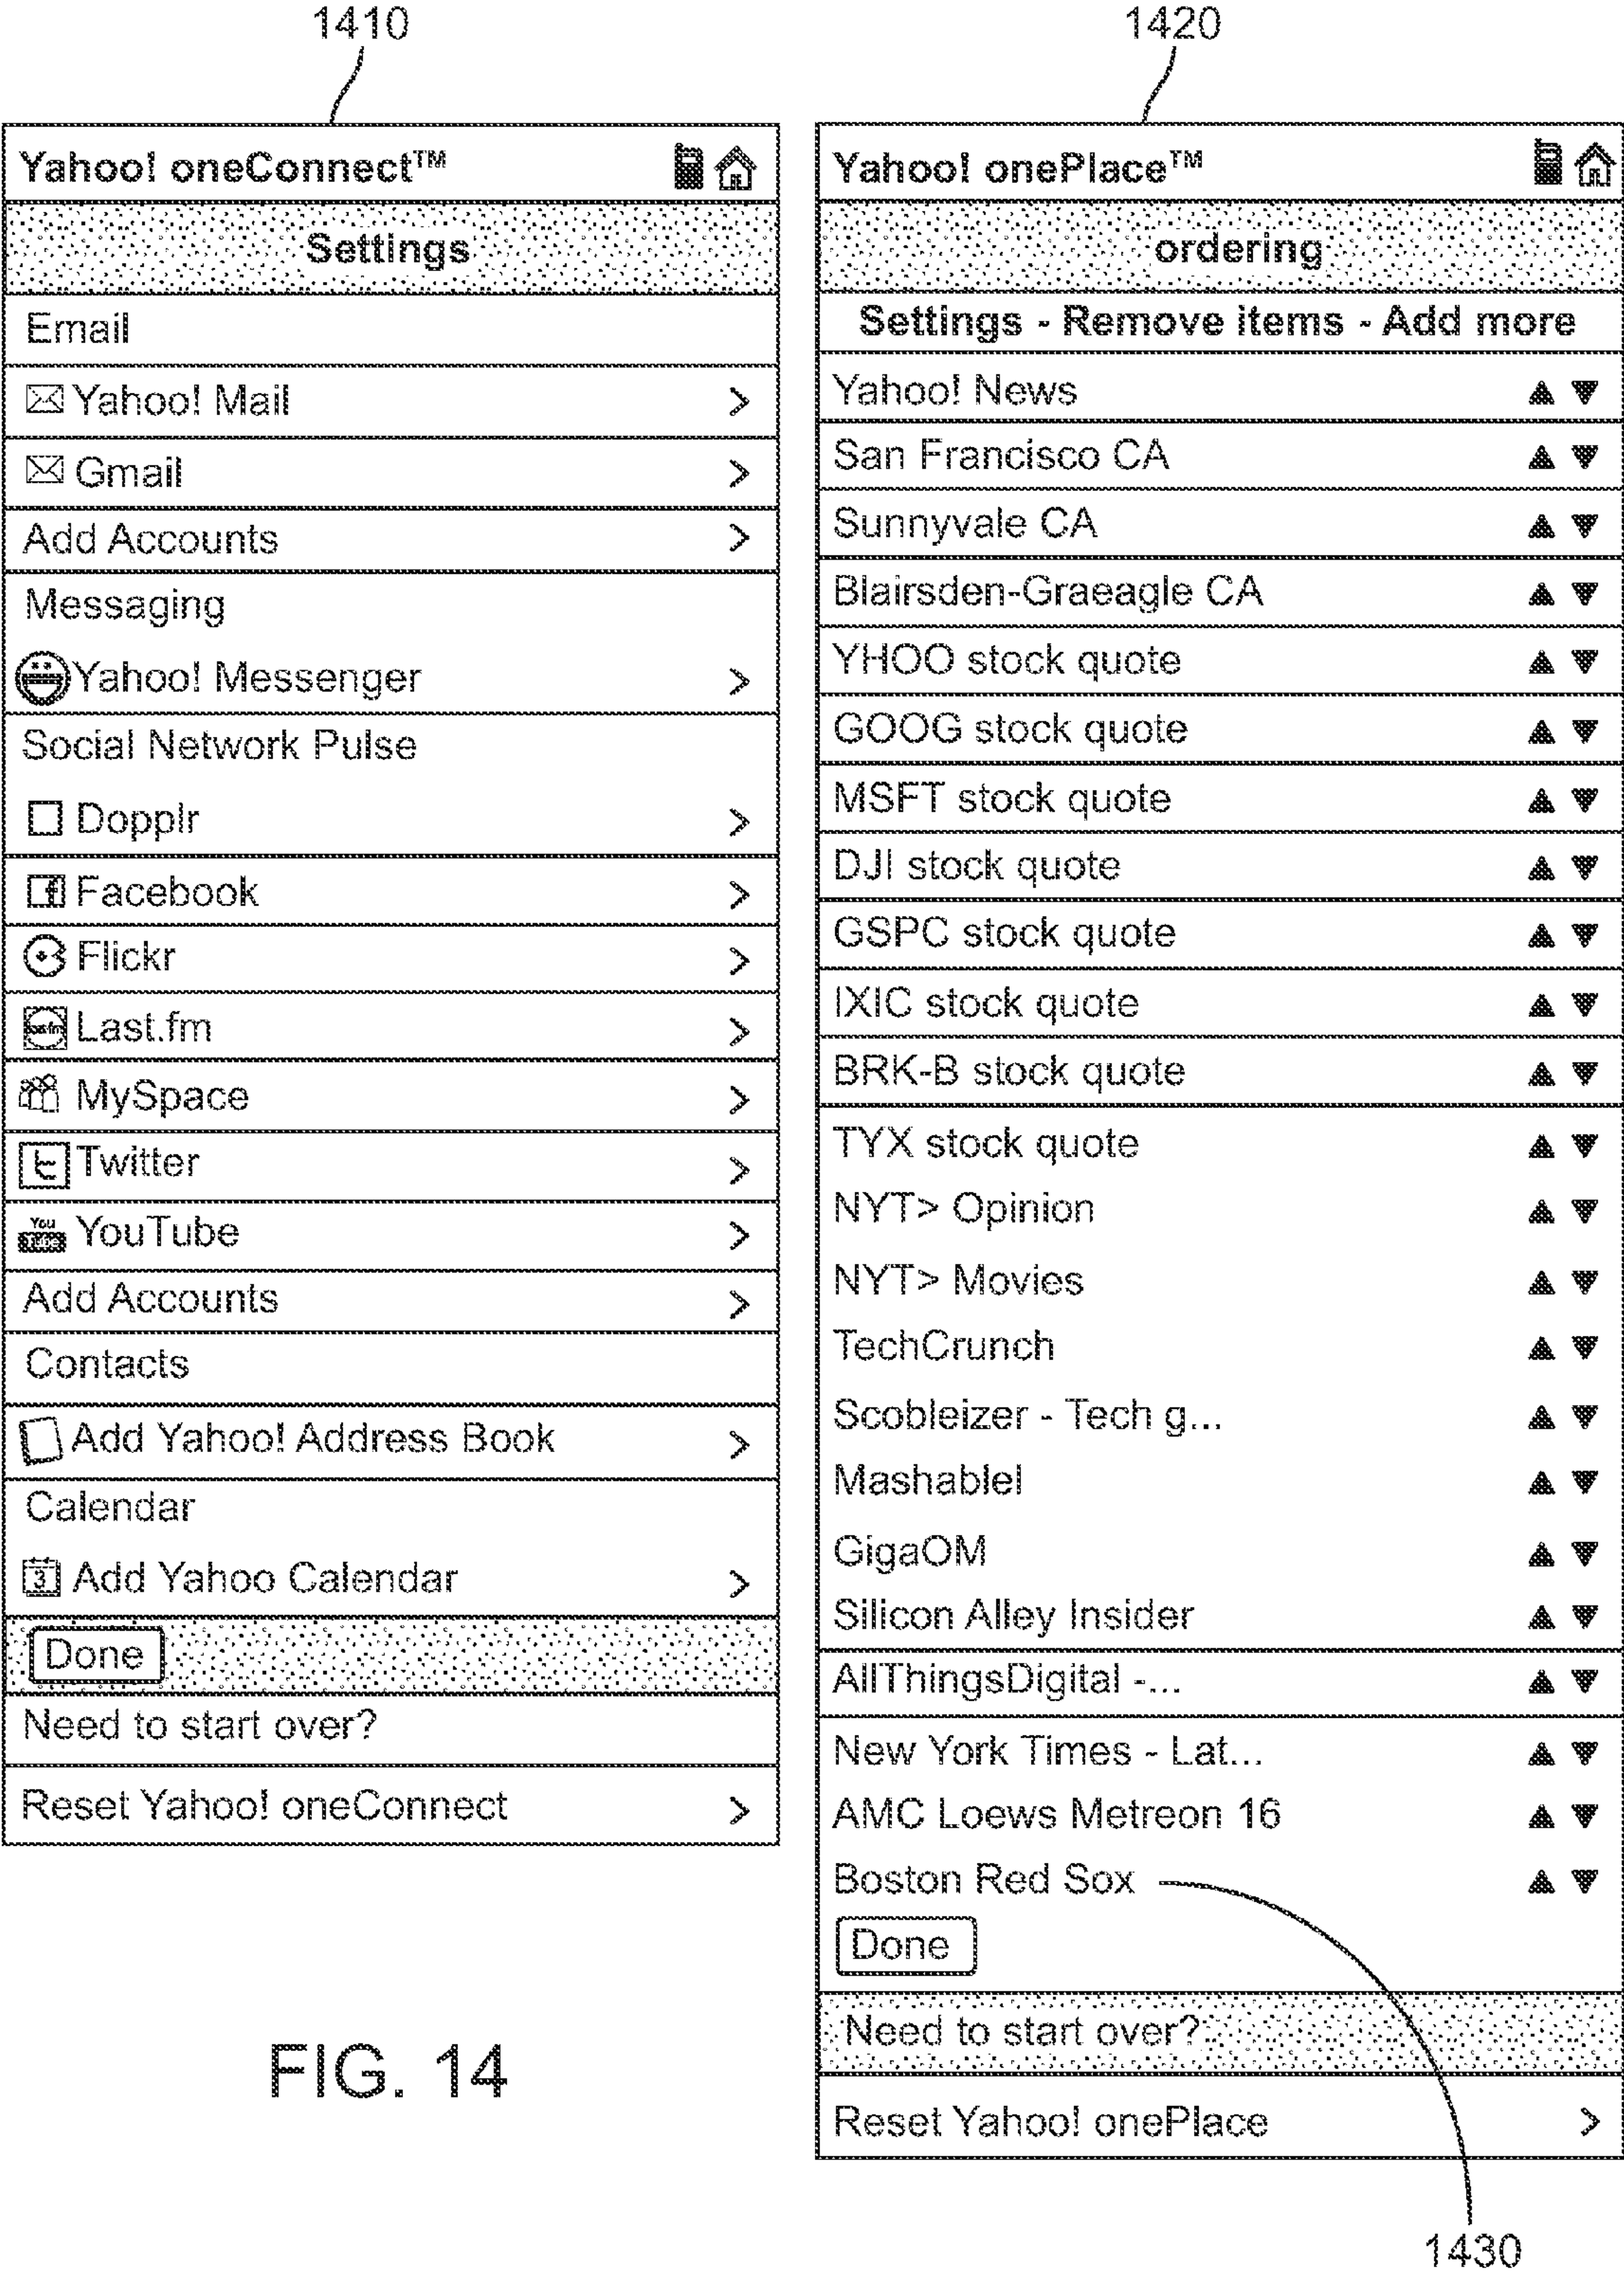 1410
Yahoo! oneConnect™
Settings
Email
Yahoo! Mail >
Gmail >
Add Accounts >
Messaging
Yahoo! Messenger >
Social Network Pulse
Dopplr >
Facebook >
Flickr >
Last.fm >
MySpace >
Twitter >
You Tube YouTube >
Add Accounts >
Contacts
Add Yahoo! Address Book >
Calendar
3 Add Yahoo Calendar >
Done
Need to start over?
Reset Yahoo! oneConnect >
FIG. 14
1420
Yahoo! onePlace™
ordering
Settings - Remove items - Add more
Yahoo! News ▲ ▼
San Francisco CA ▲ ▼
Sunnyvale CA ▲ ▼
Blairsden-Graeagle CA ▲ ▼
YHOO stock quote ▲ ▼
GOOG stock quote ▲ ▼
MSFT stock quote ▲ ▼
DJI stock quote ▲ ▼
GSPC stock quote ▲ ▼
IXIC stock quote ▲ ▼
BRK-B stock quote ▲ ▼
TYX stock quote ▲ ▼
NYT> Opinion ▲ ▼
NYT> Movies ▲ ▼
TechCrunch ▲ ▼
Scobleizer - Tech g... ▲ ▼
Mashable! ▲ ▼
GigaOM ▲ ▼
Silicon Alley Insider ▲ ▼
AllThingsDigital -... ▲ ▼
New York Times - Lat... ▲ ▼
AMC Loews Metreon 16 ▲ ▼
Boston Red Sox ▲ ▼
Done
Need to start over?
Reset Yahoo! onePlace >
1430